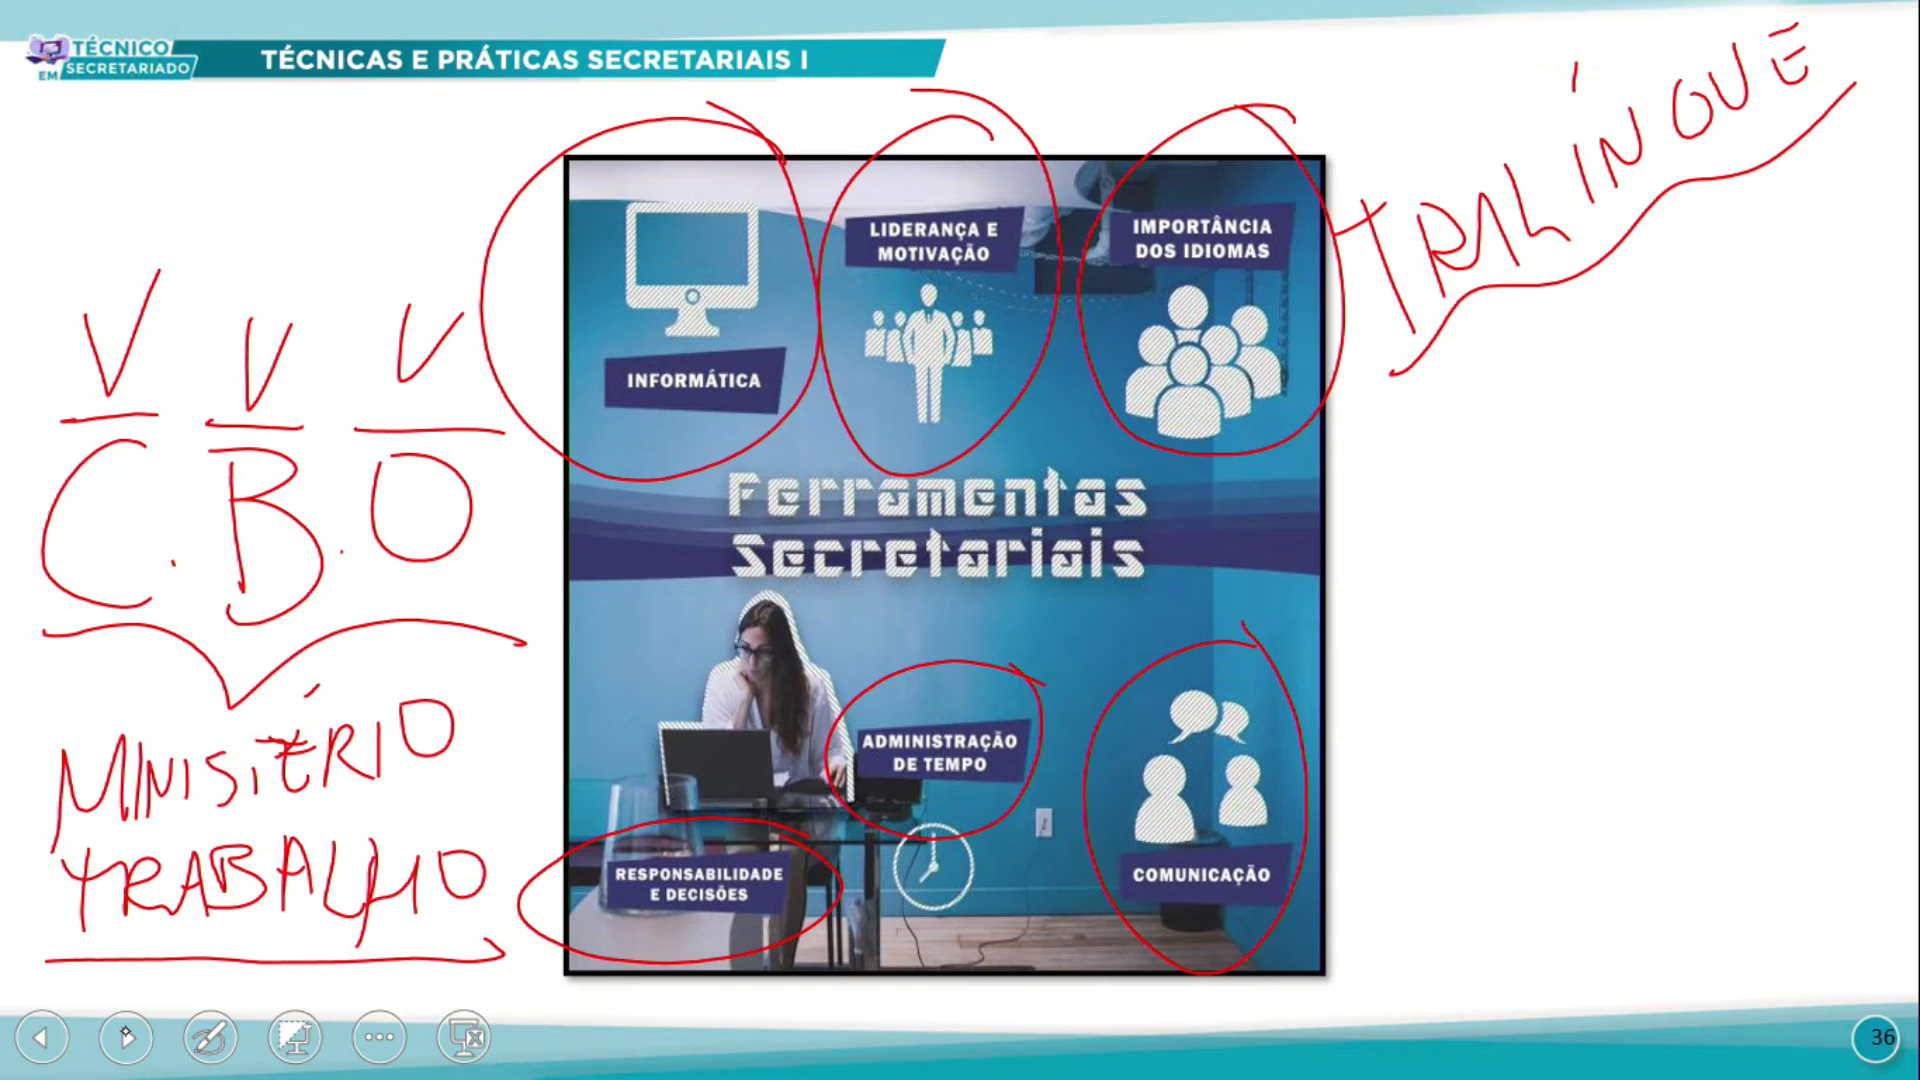 TÉCNICO
EM SECRETARIADO
TÉCNICAS E PRÁTICAS SECRETARIAIS I
TRILÍNGUE
INFORMÁTICA
LIDERANÇA E
MOTIVAÇÃO
IMPORTÂNCIA
DOS IDIOMAS
V V V
C.B.O
Ferramentas
Secretariais
MINISTÉRIO
TRABALHO
ADMINISTRAÇÃO
DE TEMPO
RESPONSABILIDADE
E DECISÕES
COMUNICAÇÃO
36